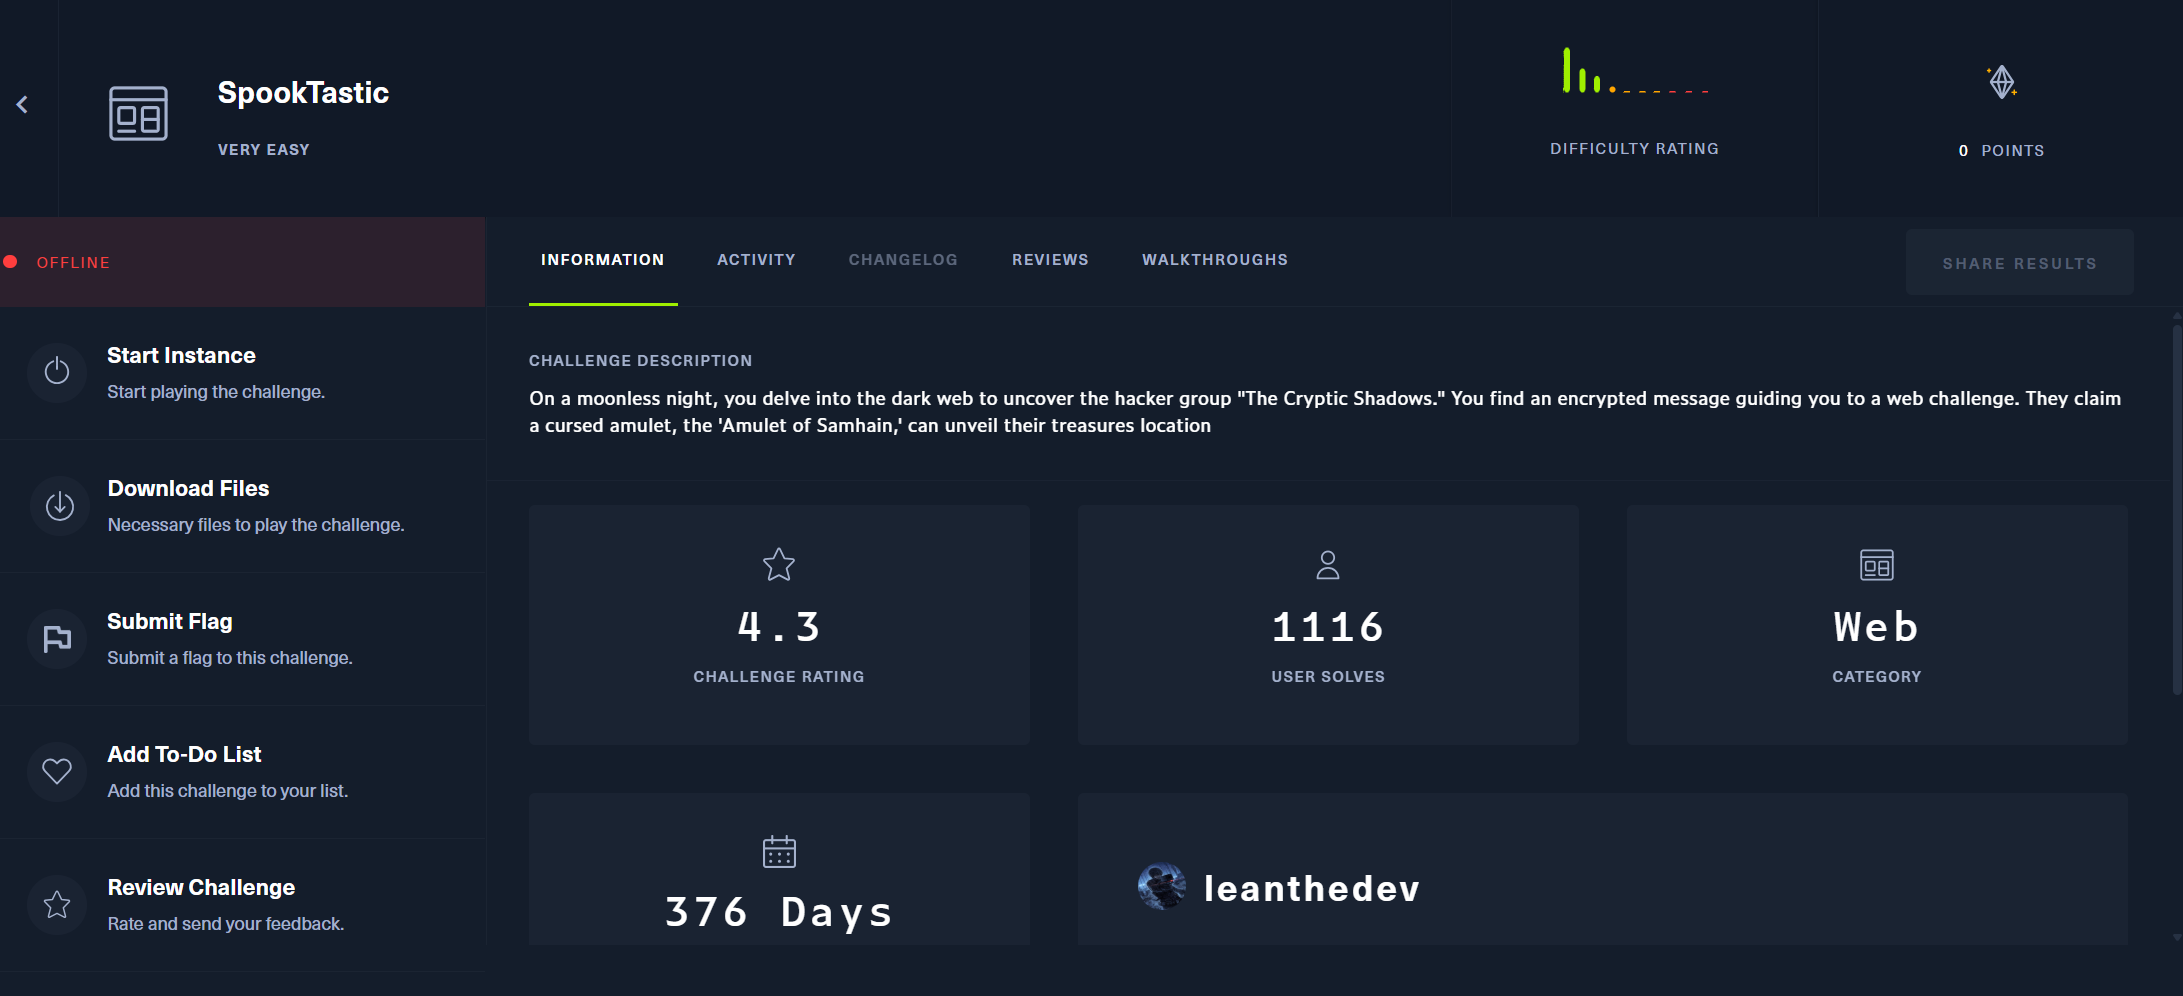 SpookTastic
VERY EASY
DIFFICULTY RATING
0 POINTS
OFFLINE
INFORMATION
ACTIVITY
CHANGELOG
REVIEWS
WALKTHROUGHS
SHARE RESULTS
Start Instance
Start playing the challenge.
Download Files
Necessary files to play the challenge.
Submit Flag
Submit a flag to this challenge.
Add To-Do List
Add this challenge to your list.
Review Challenge
Rate and send your feedback.
CHALLENGE DESCRIPTION
On a moonless night, you delve into the dark web to uncover the hacker group "The Cryptic Shadows." You find an encrypted message guiding you to a web challenge. They claim
a cursed amulet, the 'Amulet of Samhain,' can unveil their treasures location
4.3
CHALLENGE RATING
1116
USER SOLVES
Web
CATEGORY
376 Days
leanthedev